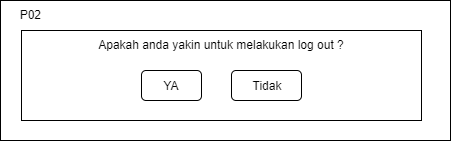 P02
Apakah anda yakin untuk melakukan log out ?
YA
Tidak